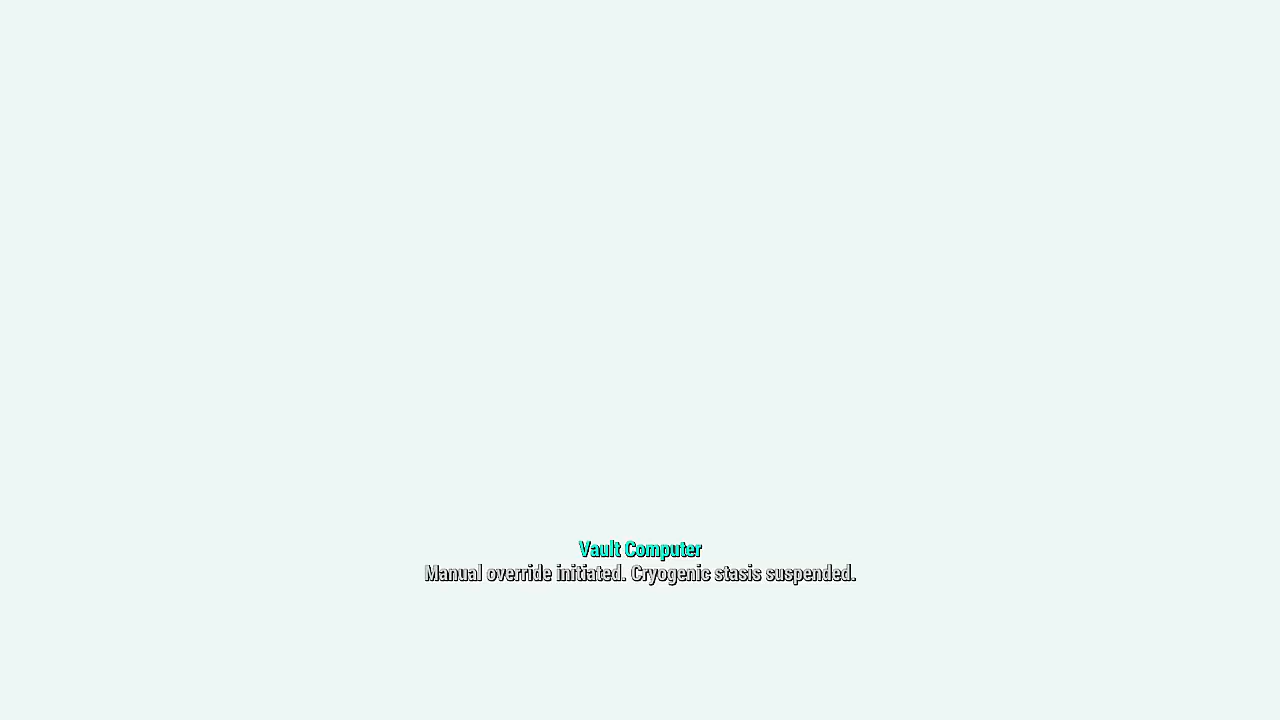 Vault Computer
Manual override initiated. Cryogenic stasis suspended.